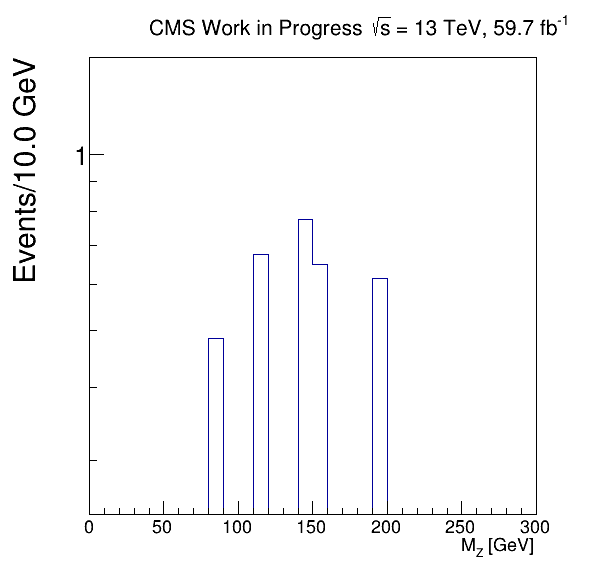 CMS Work in Progress √s = 13 TeV, 59.7 fb⁻¹
Events/10.0 GeV
1
0 50 100 150 200 250 300
M_Z [GeV]